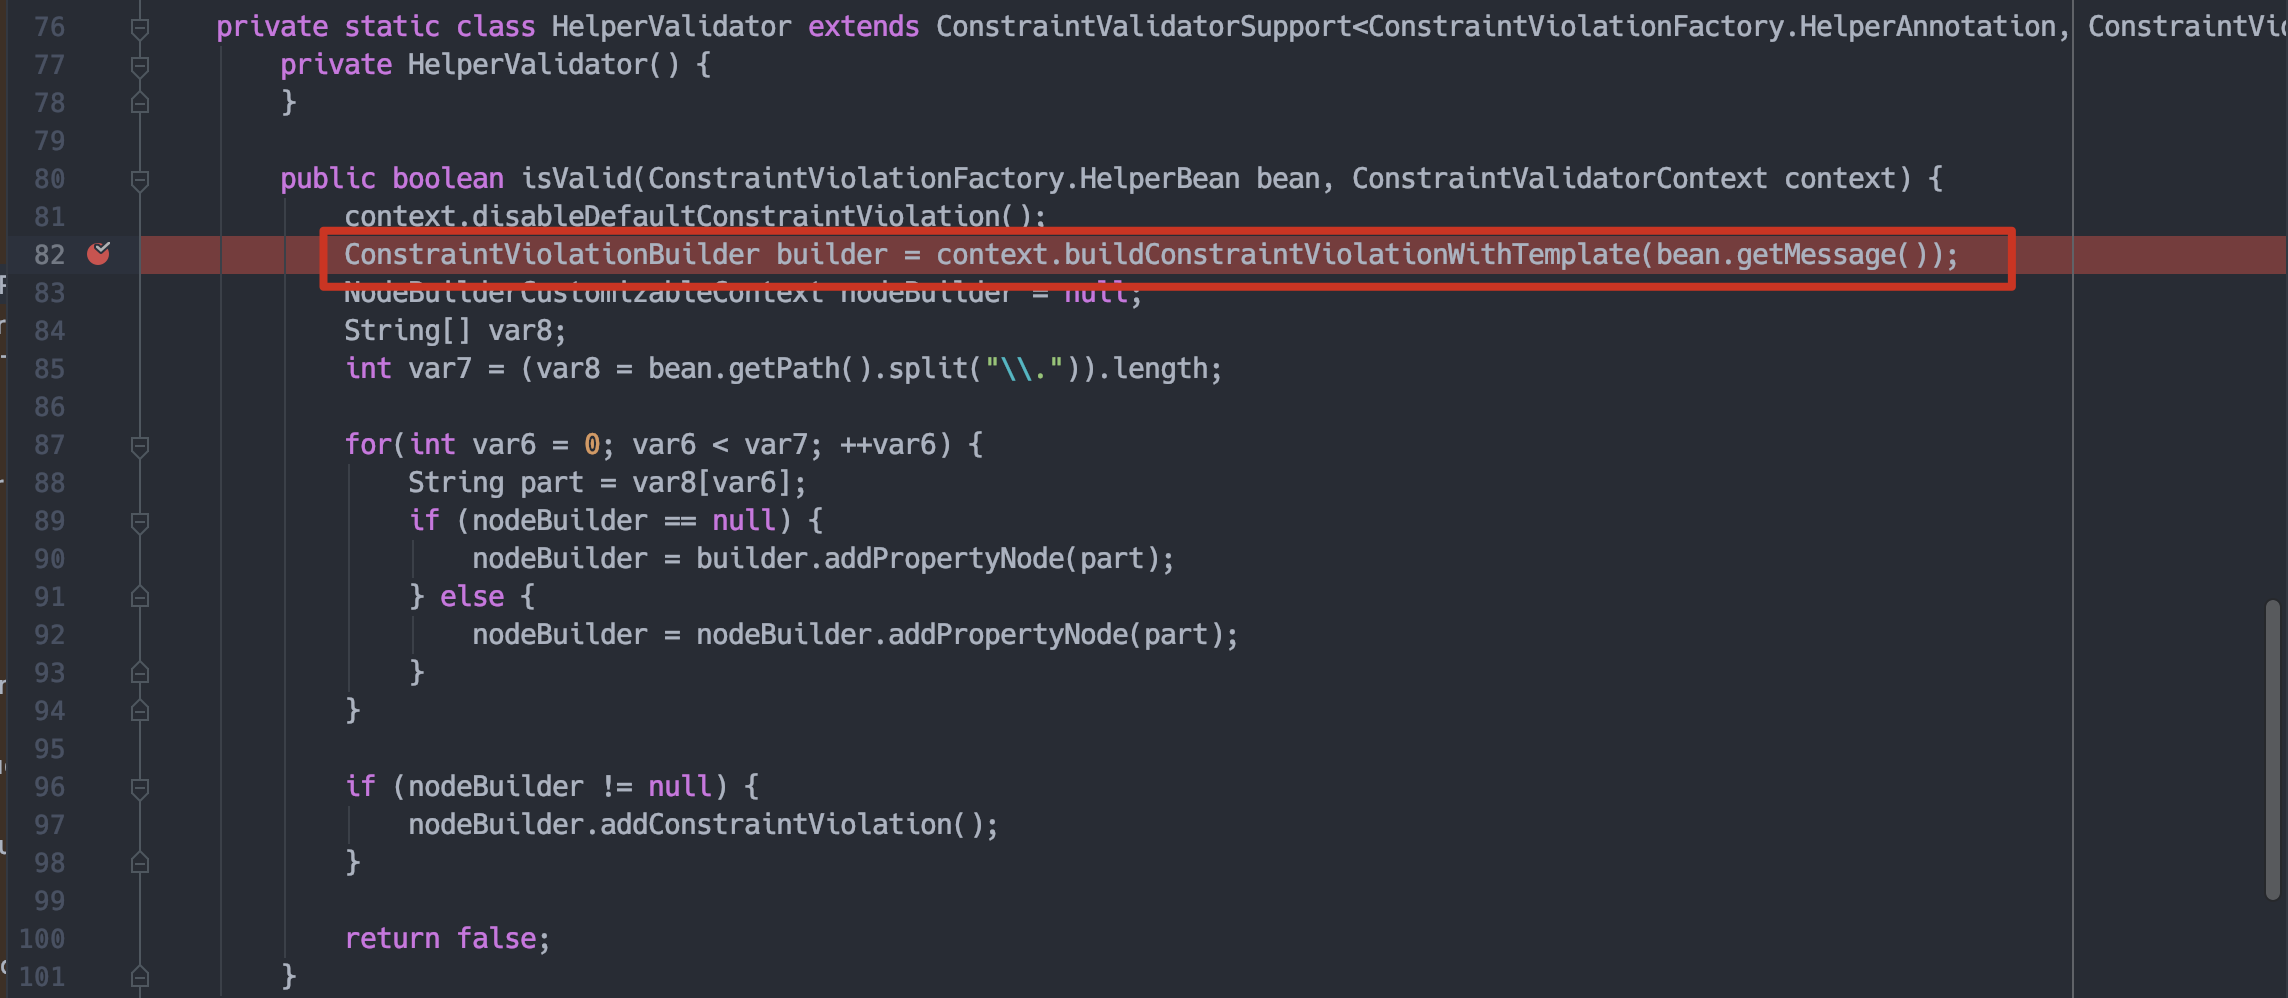 76 private static class HelperValidator extends ConstraintValidatorSupport<ConstraintViolationFactory.HelperAnnotation, ConstraintVi
77 private HelperValidator() {
78 }
79
80 public boolean isValid(ConstraintViolationFactory.HelperBean bean, ConstraintValidatorContext context) {
81 context.disableDefaultConstraintViolation();
82 ConstraintViolationBuilder builder = context.buildConstraintViolationWithTemplate(bean.getMessage());
83 NodeBuilderCustomizableContext nodeBuilder = null;
84 String[] var8;
85 int var7 = (var8 = bean.getPath().split("\\.")).length;
86
87 for(int var6 = 0; var6 < var7; ++var6) {
88 String part = var8[var6];
89 if (nodeBuilder == null) {
90 nodeBuilder = builder.addPropertyNode(part);
91 } else {
92 nodeBuilder = nodeBuilder.addPropertyNode(part);
93 }
94 }
95
96 if (nodeBuilder != null) {
97 nodeBuilder.addConstraintViolation();
98 }
99
100 return false;
101 }